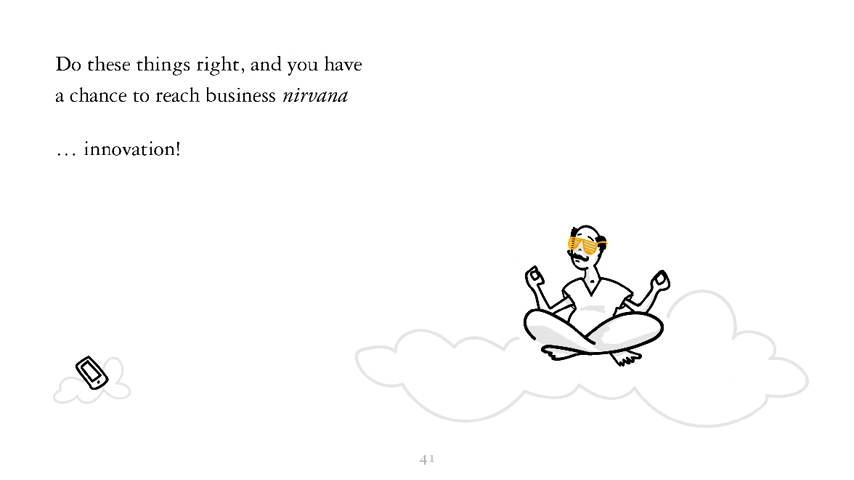 Do these things right, and you have
a chance to reach business nirvana
… innovation!
41